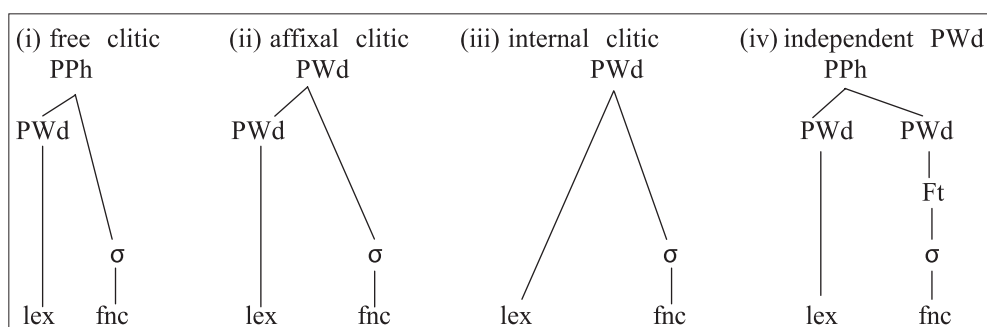 (i) free clitic (ii) affixal clitic (iii) internal clitic (iv) independent PWd
PPh PWd PWd PPh
PWd PWd PWd PWd
Ft
σ σ σ σ
lex fnc lex fnc lex fnc lex fnc